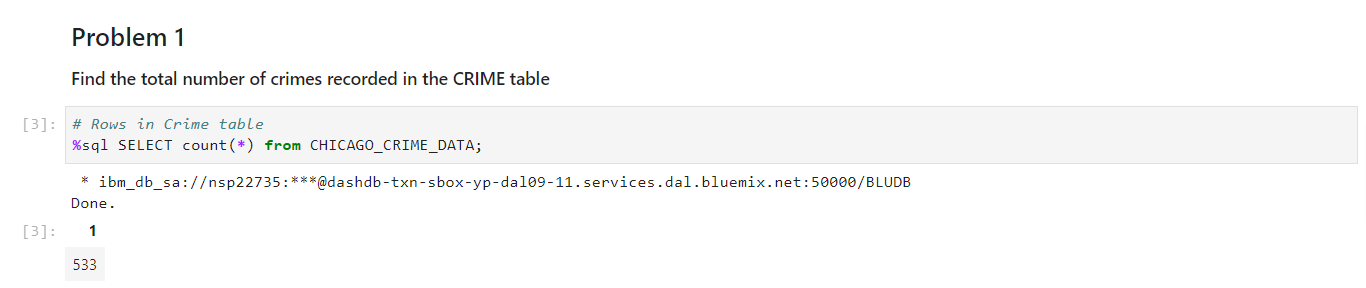 Problem 1
Find the total number of crimes recorded in the CRIME table
[3]: # Rows in Crime table
%sql SELECT count(*) from CHICAGO_CRIME_DATA;
* ibm_db_sa://nsp22735:***@dashdb-txn-sbox-yp-dal09-11.services.dal.bluemix.net:50000/BLUDB
Done.
[3]: 1
533